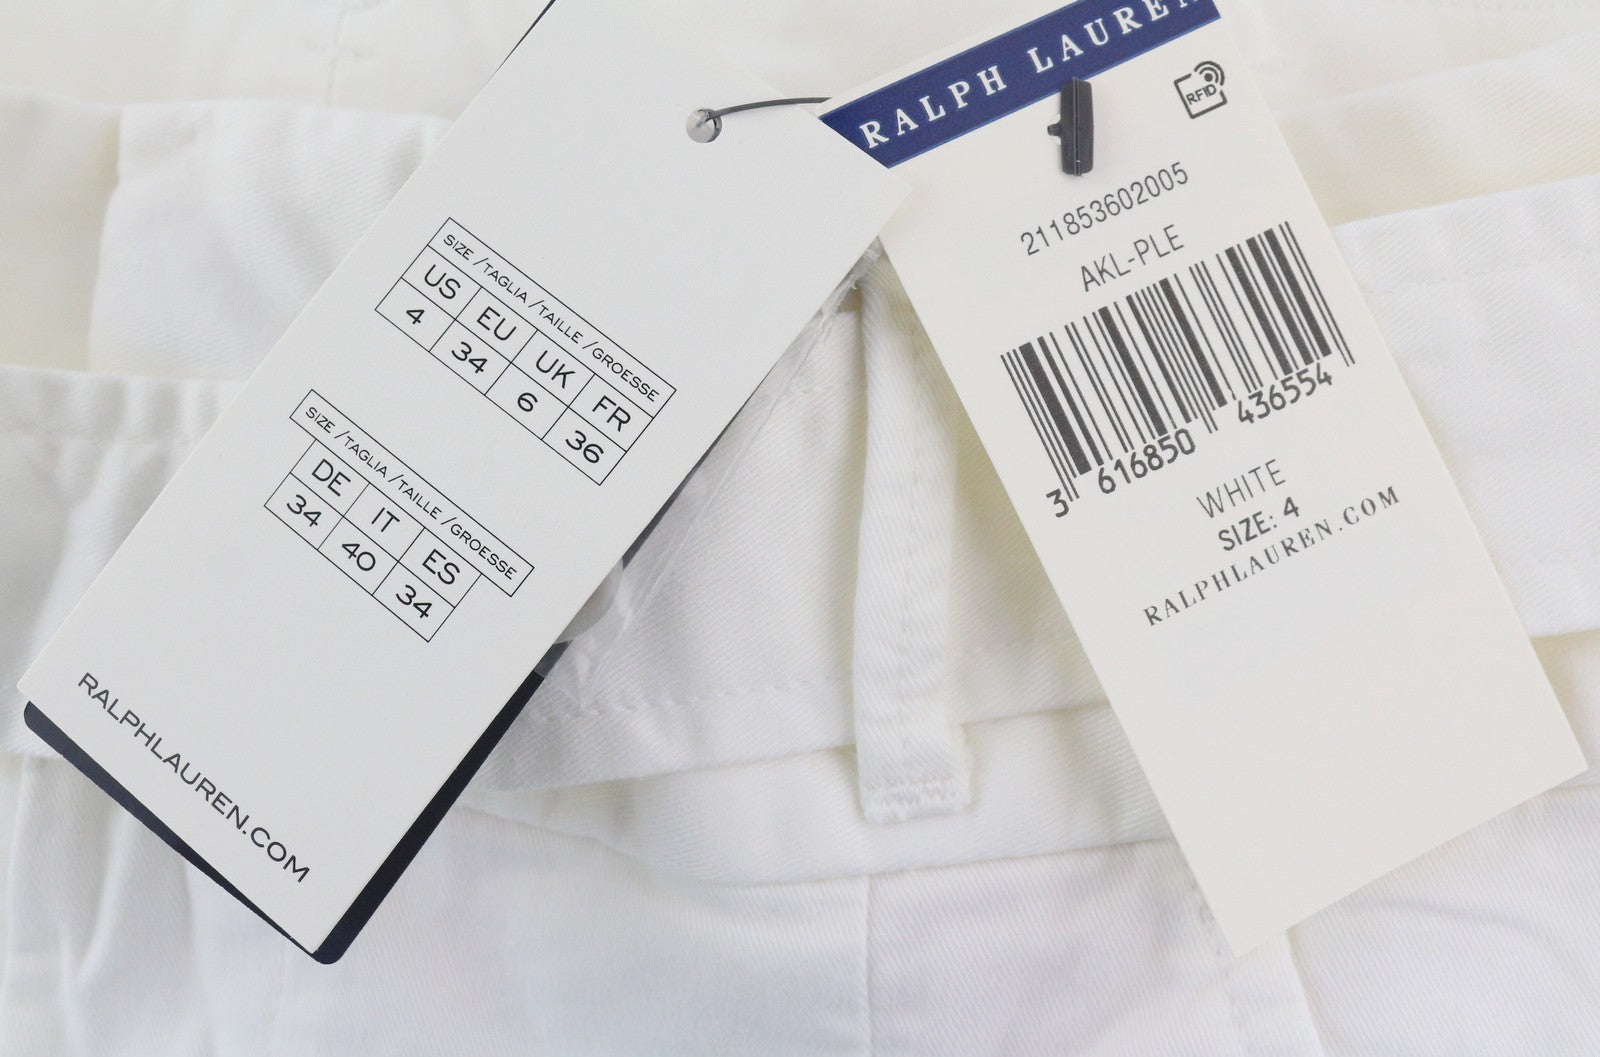 SIZE /TAGLIA /TAILLE /GROESSE
US EU UK FR
4 34 6 36
SIZE /TAGLIA /TAILLE /GROESSE
DE IT ES
34 40 34
RALPHLAUREN.COM
RALPH LAUREN
RFID
211853602005
AKL-PLE
3 616850 436554
WHITE
SIZE: 4
RALPHLAUREN.COM